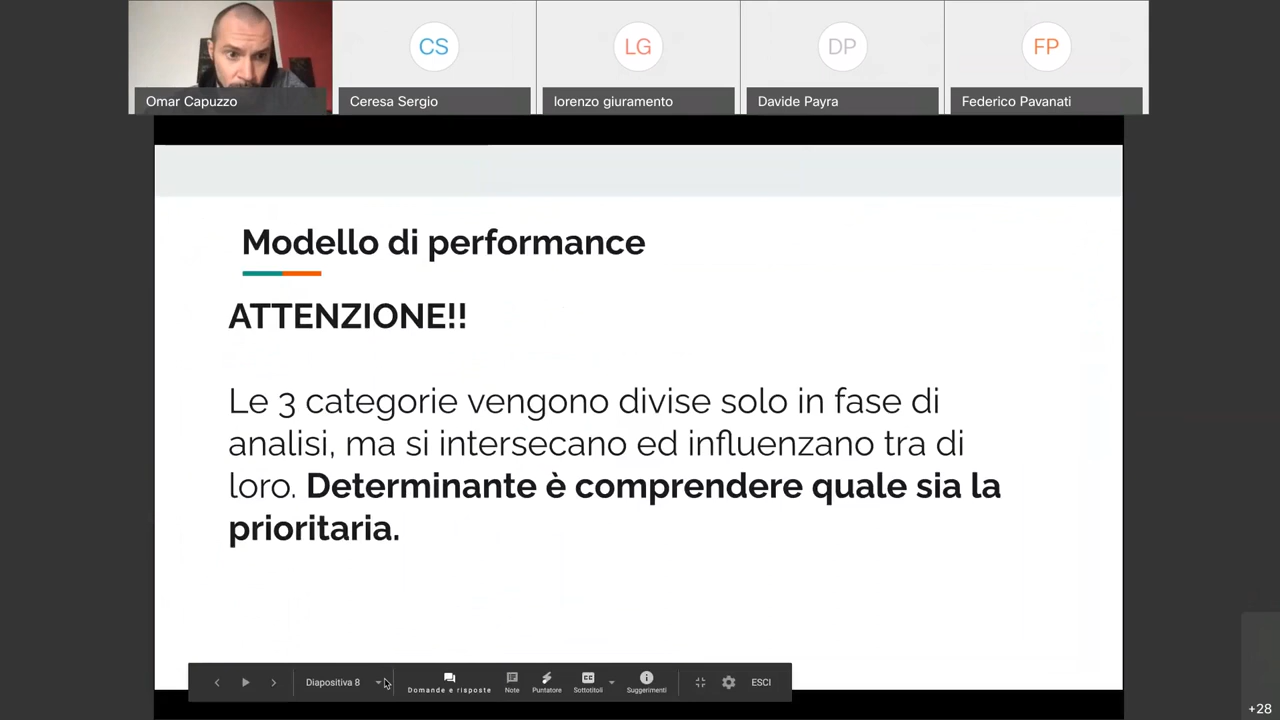 CS
LG
DP
FP
Omar Capuzzo
Ceresa Sergio
lorenzo giuramento
Davide Payra
Federico Pavanati
Modello di performance
ATTENZIONE!!
Le 3 categorie vengono divise solo in fase di
analisi, ma si intersecano ed influenzano tra di
loro. Determinante è comprendere quale sia la
prioritaria.
Diapositiva 8
Domande e risposte
Note
Puntatore
Sottotitoli
Suggerimenti
ESCI
+28